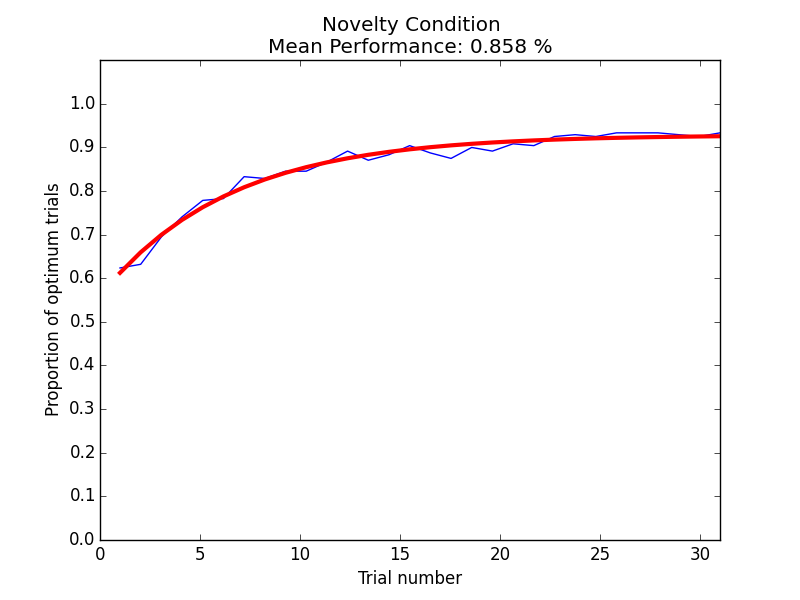 Novelty Condition
Mean Performance: 0.858 %
1.0
0.9
0.8
0.7
0.6
0.5
0.4
0.3
0.2
0.1
0.0
Proportion of optimum trials
0 5 10 15 20 25 30
Trial number